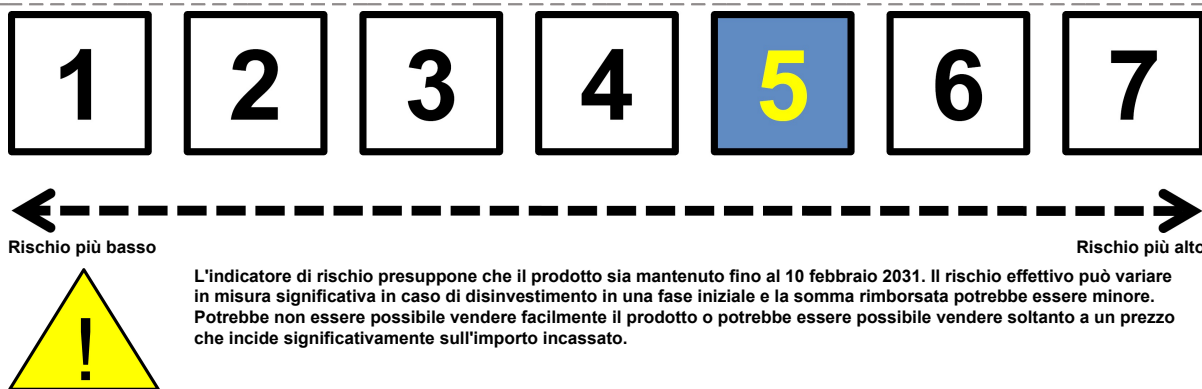 1 2 3 4 5 6 7
Rischio più basso Rischio più alto
L'indicatore di rischio presuppone che il prodotto sia mantenuto fino al 10 febbraio 2031. Il rischio effettivo può variare
in misura significativa in caso di disinvestimento in una fase iniziale e la somma rimborsata potrebbe essere minore.
Potrebbe non essere possibile vendere facilmente il prodotto o potrebbe essere possibile vendere soltanto a un prezzo
che incide significativamente sull'importo incassato.
!